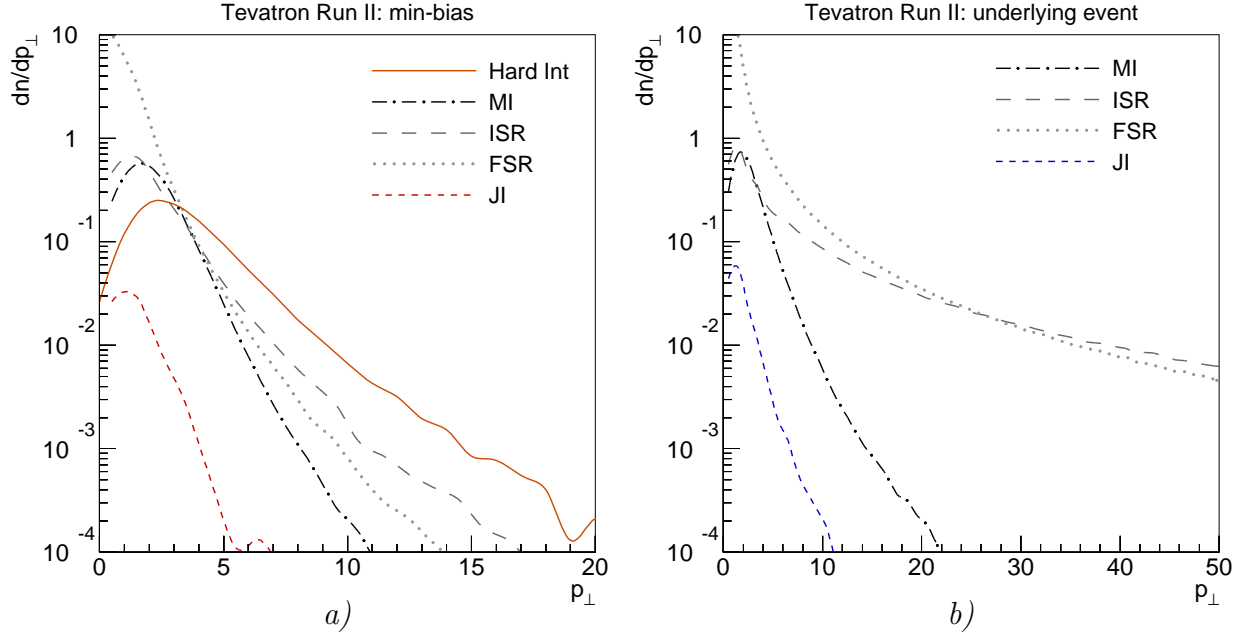 Tevatron Run II: min-bias
dn/dp⊥
10
1
10^-1
10^-2
10^-3
10^-4
Hard Int
MI
ISR
FSR
JI
0 5 10 15 20
p⊥
a)
Tevatron Run II: underlying event
dn/dp⊥
10
1
10^-1
10^-2
10^-3
10^-4
MI
ISR
FSR
JI
0 10 20 30 40 50
p⊥
b)